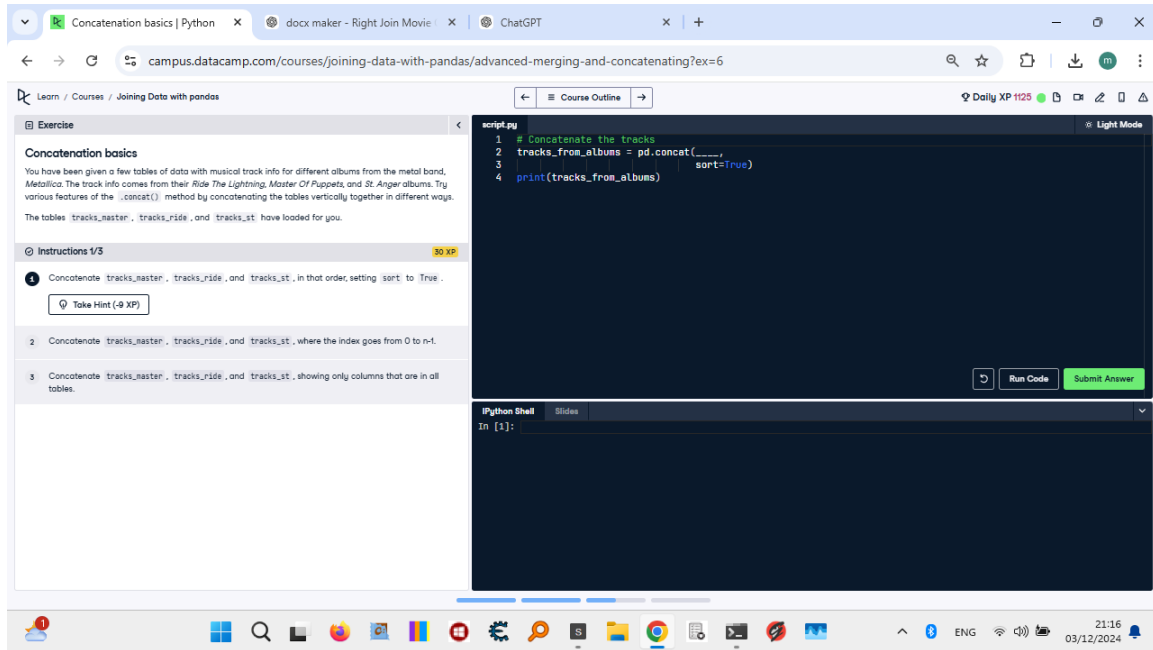 Concatenation basics | Python
docx maker - Right Join Movie
ChatGPT
campus.datacamp.com/courses/joining-data-with-pandas/advanced-merging-and-concatenating?ex=6
m
Learn / Courses / Joining Data with pandas
Course Outline
Daily XP 1125
Exercise
Concatenation basics
You have been given a few tables of data with musical track info for different albums from the metal band,
Metallica. The track info comes from their Ride The Lightning, Master Of Puppets, and St. Anger albums. Try
various features of the .concat() method by concatenating the tables vertically together in different ways.
The tables tracks_master, tracks_ride, and tracks_st have loaded for you.
Instructions 1/3
30 XP
1 Concatenate tracks_master, tracks_ride, and tracks_st, in that order, setting sort to True.
Take Hint (-9 XP)
2 Concatenate tracks_master, tracks_ride, and tracks_st, where the index goes from 0 to n-1.
3 Concatenate tracks_master, tracks_ride, and tracks_st, showing only columns that are in all
tables.
script.py
Light Mode
1 # Concatenate the tracks
2 tracks_from_albums = pd.concat(____,
3 sort=True)
4 print(tracks_from_albums)
Run Code
Submit Answer
IPython Shell
Slides
In [1]:
1
S
ENG
21:16
03/12/2024